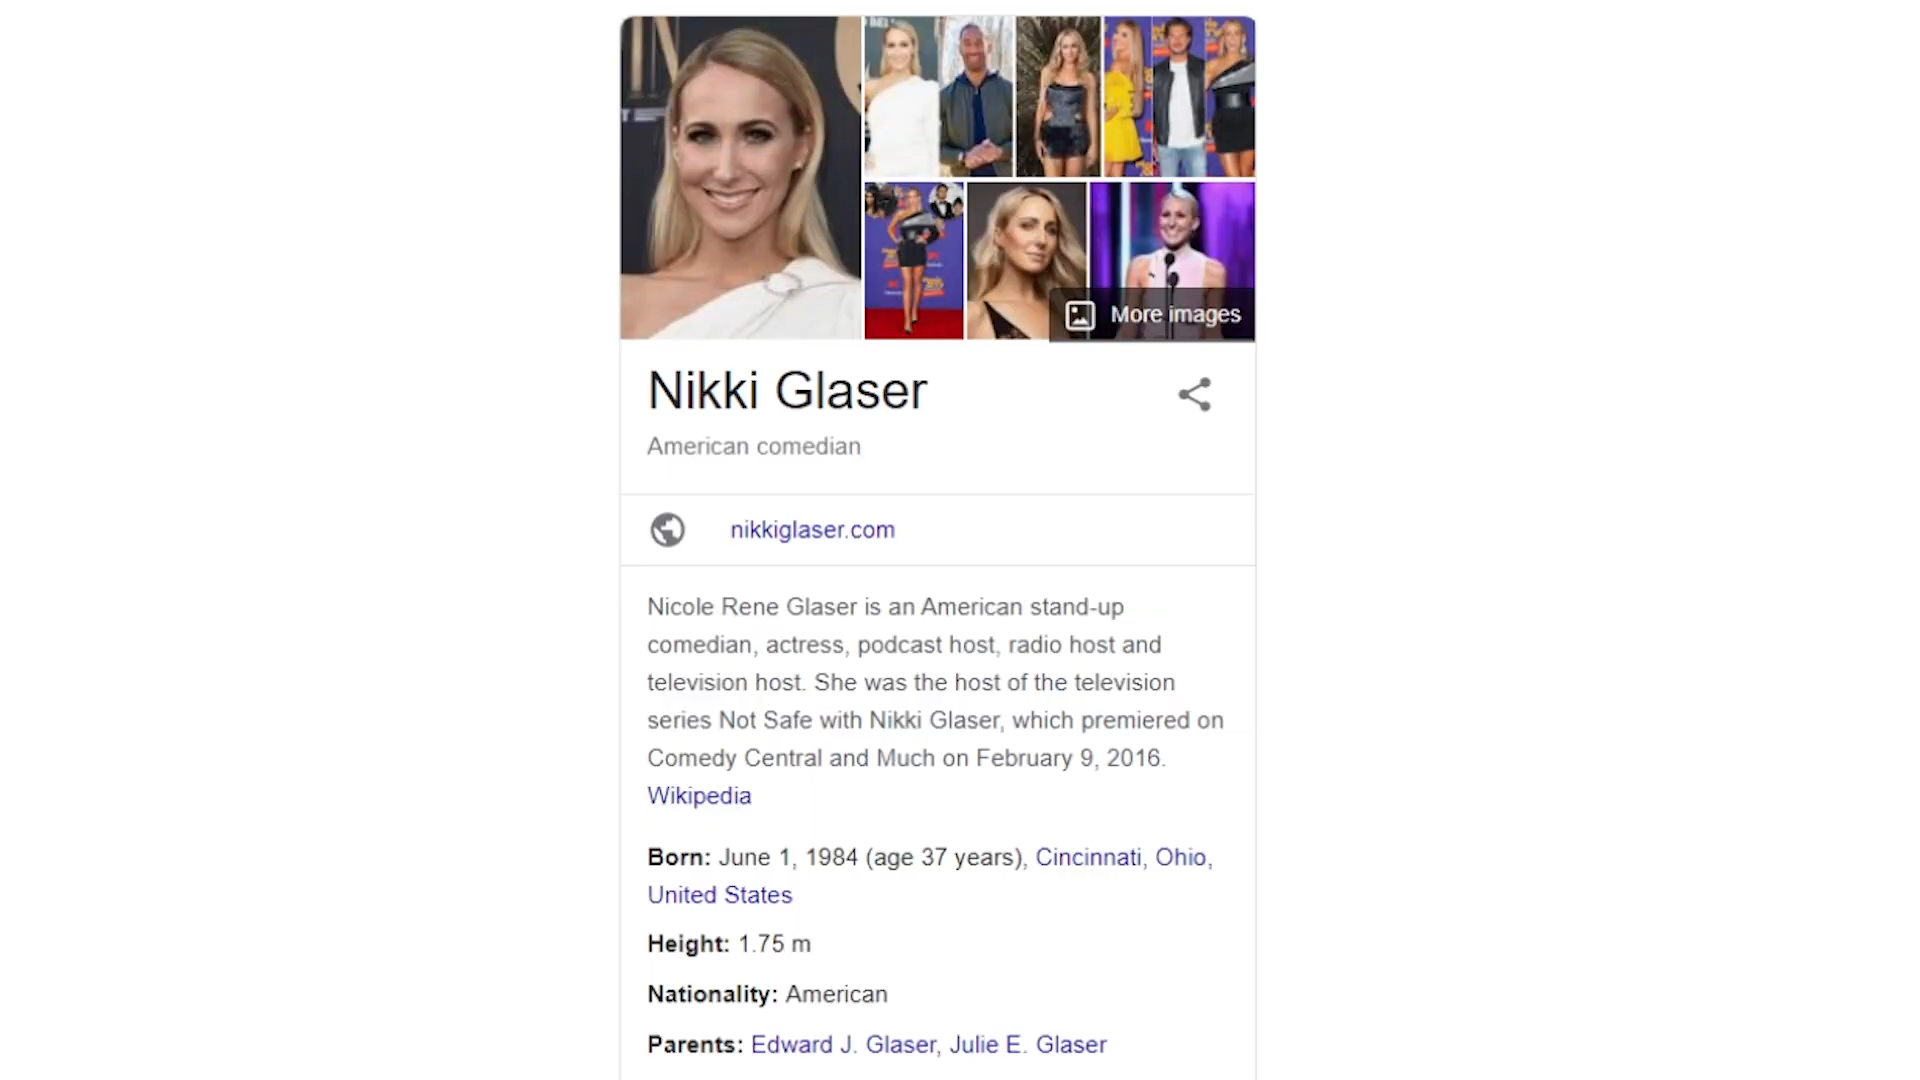 More images
Nikki Glaser
American comedian
nikkiglaser.com
Nicole Rene Glaser is an American stand-up
comedian, actress, podcast host, radio host and
television host. She was the host of the television
series Not Safe with Nikki Glaser, which premiered on
Comedy Central and Much on February 9, 2016.
Wikipedia
Born: June 1, 1984 (age 37 years), Cincinnati, Ohio,
United States
Height: 1.75 m
Nationality: American
Parents: Edward J. Glaser, Julie E. Glaser